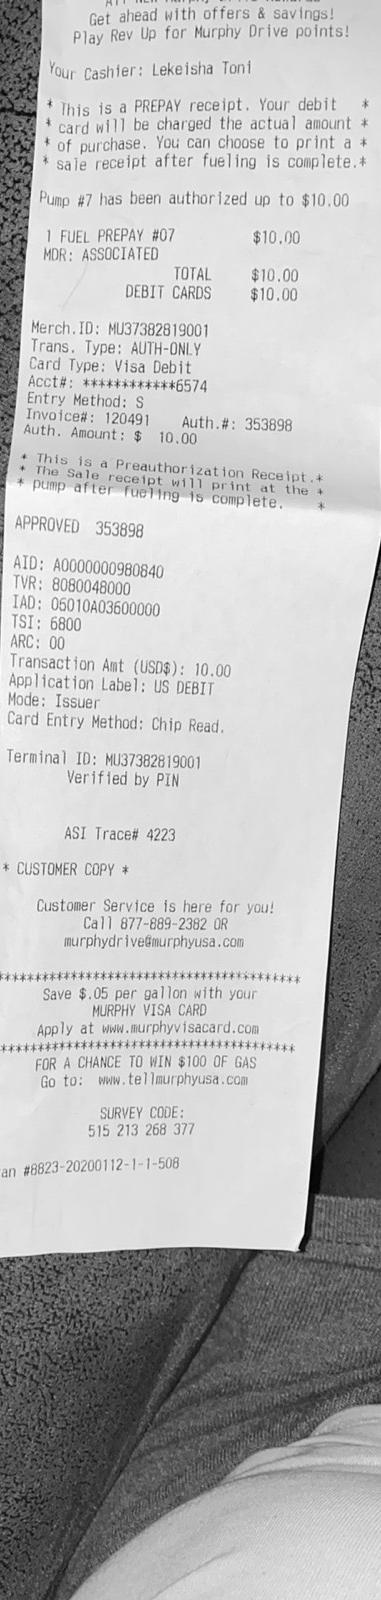 Get ahead with offers & savings!
Play Rev Up for Murphy Drive points!
Your Cashier: Lekeisha Toni
* This is a PREPAY receipt. Your debit *
* card will be charged the actual amount *
* of purchase. You can choose to print a *
* sale receipt after fueling is complete.*
Pump #7 has been authorized up to $10.00
1 FUEL PREPAY #07 $10.00
MDR: ASSOCIATED
TOTAL $10.00
DEBIT CARDS $10.00
Merch.ID: MU37382819001
Trans. Type: AUTH-ONLY
Card Type: Visa Debit
Acct#: ************6574
Entry Method: S
Invoice#: 120491 Auth.#: 353898
Auth. Amount: $ 10.00
* This is a Preauthorization Receipt.*
* The Sale receipt will print at the *
* pump after fueling is complete. *
APPROVED 353898
AID: A0000000980840
TVR: 8080048000
IAD: 06010A03600000
TSI: 6800
ARC: 00
Transaction Amt (USD$): 10.00
Application Label: US DEBIT
Mode: Issuer
Card Entry Method: Chip Read.
Terminal ID: MU37382819001
Verified by PIN
ASI Trace# 4223
* CUSTOMER COPY *
Customer Service is here for you!
Call 877-889-2382 OR
murphydrive@murphyusa.com
****************************************
Save $.05 per gallon with your
MURPHY VISA CARD
Apply at www.murphyvisacard.com
****************************************
FOR A CHANCE TO WIN $100 OF GAS
Go to: www.tellmurphyusa.com
SURVEY CODE:
515 213 268 377
an #8823-20200112-1-1-508